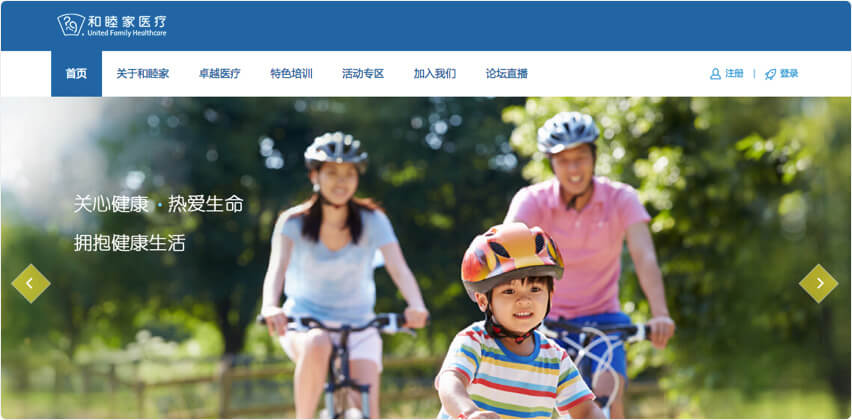 和睦家医疗
United Family Healthcare
首页 关于和睦家 卓越医疗 特色培训 活动专区 加入我们 论坛直播 注册 | 登录
关心健康·热爱生命
拥抱健康生活